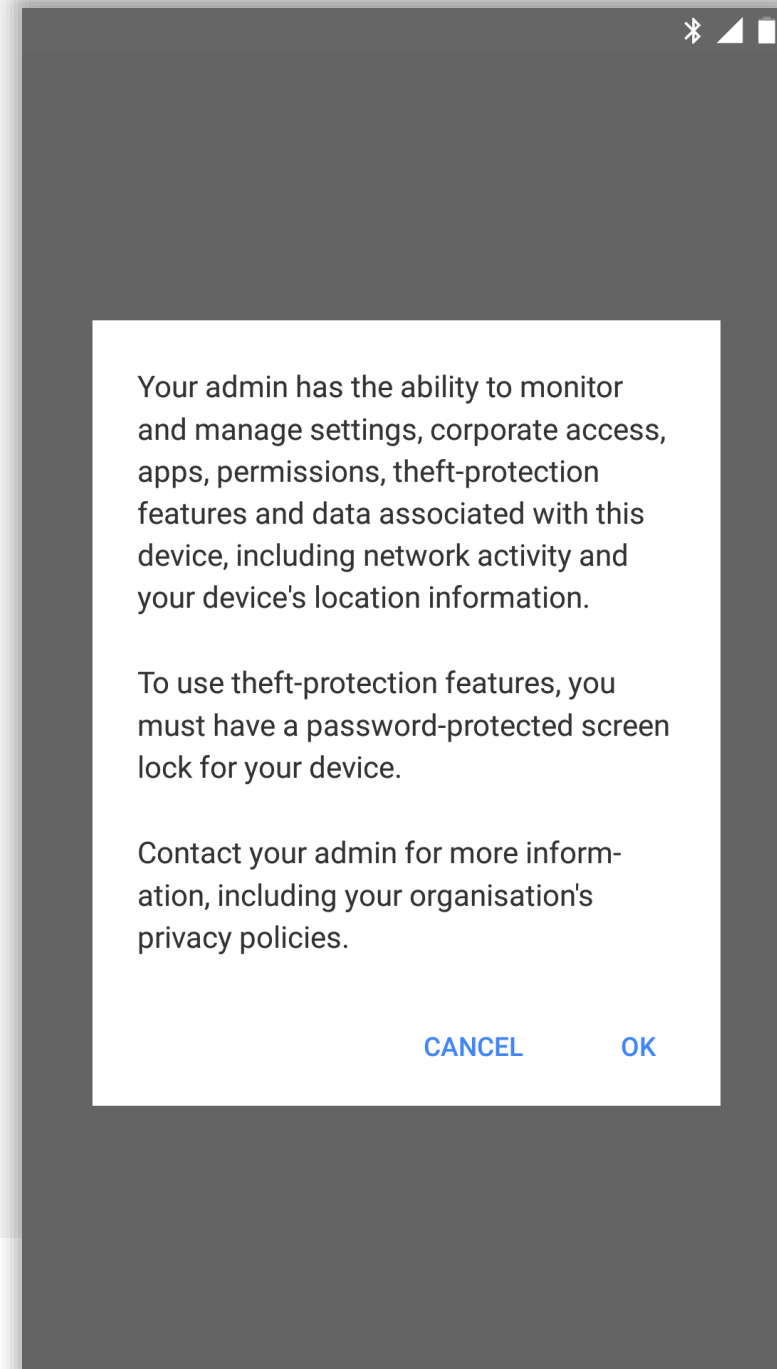 Your admin has the ability to monitor
and manage settings, corporate access,
apps, permissions, theft-protection
features and data associated with this
device, including network activity and
your device's location information.
To use theft-protection features, you
must have a password-protected screen
lock for your device.
Contact your admin for more inform-
ation, including your organisation's
privacy policies.
CANCEL OK